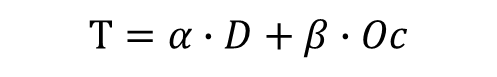 T = α · D + β · Oc